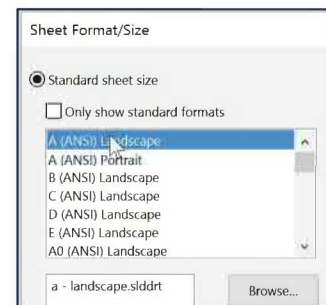 Sheet Format/Size
Standard sheet size
Only show standard formats
A (ANSI) Landscape
A (ANSI) Portrait
B (ANSI) Landscape
C (ANSI) Landscape
D (ANSI) Landscape
E (ANSI) Landscape
A0 (ANSI) Landscape
a - landscape.slddrt
Browse...